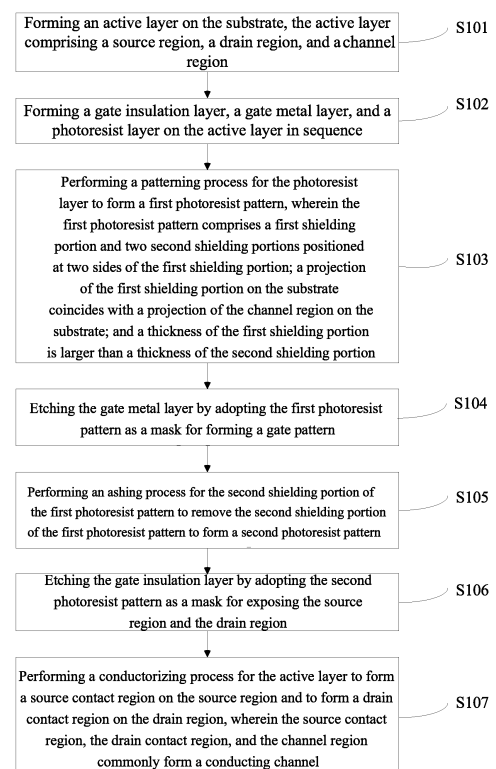 Forming an active layer on the substrate, the active layer
comprising a source region, a drain region, and a channel
region
S101
Forming a gate insulation layer, a gate metal layer, and a
photoresist layer on the active layer in sequence
S102
Performing a patterning process for the photoresist
layer to form a first photoresist pattern, wherein the
first photoresist pattern comprises a first shielding
portion and two second shielding portions positioned
at two sides of the first shielding portion; a projection
of the first shielding portion on the substrate
coincides with a projection of the channel region on the
substrate; and a thickness of the first shielding portion
is larger than a thickness of the second shielding portion
S103
Etching the gate metal layer by adopting the first photoresist
pattern as a mask for forming a gate pattern
S104
Performing an ashing process for the second shielding portion of
the first photoresist pattern to remove the second shielding portion
of the first photoresist pattern to form a second photoresist pattern
S105
Etching the gate insulation layer by adopting the second
photoresist pattern as a mask for exposing the source
region and the drain region
S106
Performing a conductorizing process for the active layer to form
a source contact region on the source region and to form a drain
contact region on the drain region, wherein the source contact
region, the drain contact region, and the channel region
commonly form a conducting channel
S107